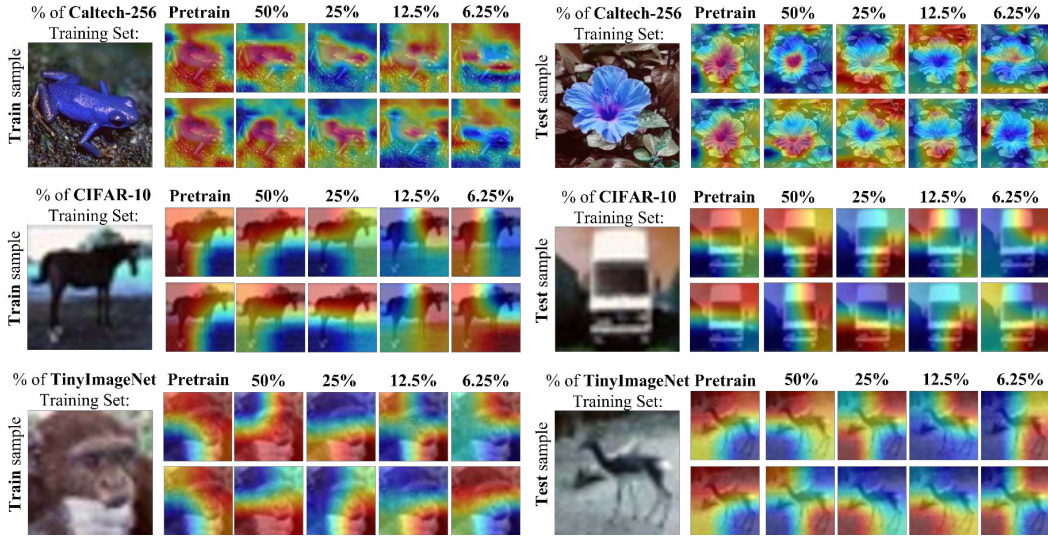 % of Caltech-256
Training Set:
Pretrain 50% 25% 12.5% 6.25%
Train sample
% of Caltech-256
Training Set:
Pretrain 50% 25% 12.5% 6.25%
Test sample
% of CIFAR-10
Training Set:
Pretrain 50% 25% 12.5% 6.25%
Train sample
% of CIFAR-10
Training Set:
Pretrain 50% 25% 12.5% 6.25%
Test sample
% of TinyImageNet
Training Set:
Pretrain 50% 25% 12.5% 6.25%
Train sample
% of TinyImageNet
Training Set:
Pretrain 50% 25% 12.5% 6.25%
Test sample